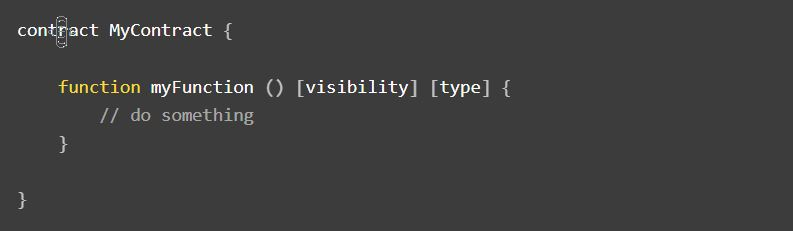 contract MyContract {
function myFunction () [visibility] [type] {
// do something
}
}